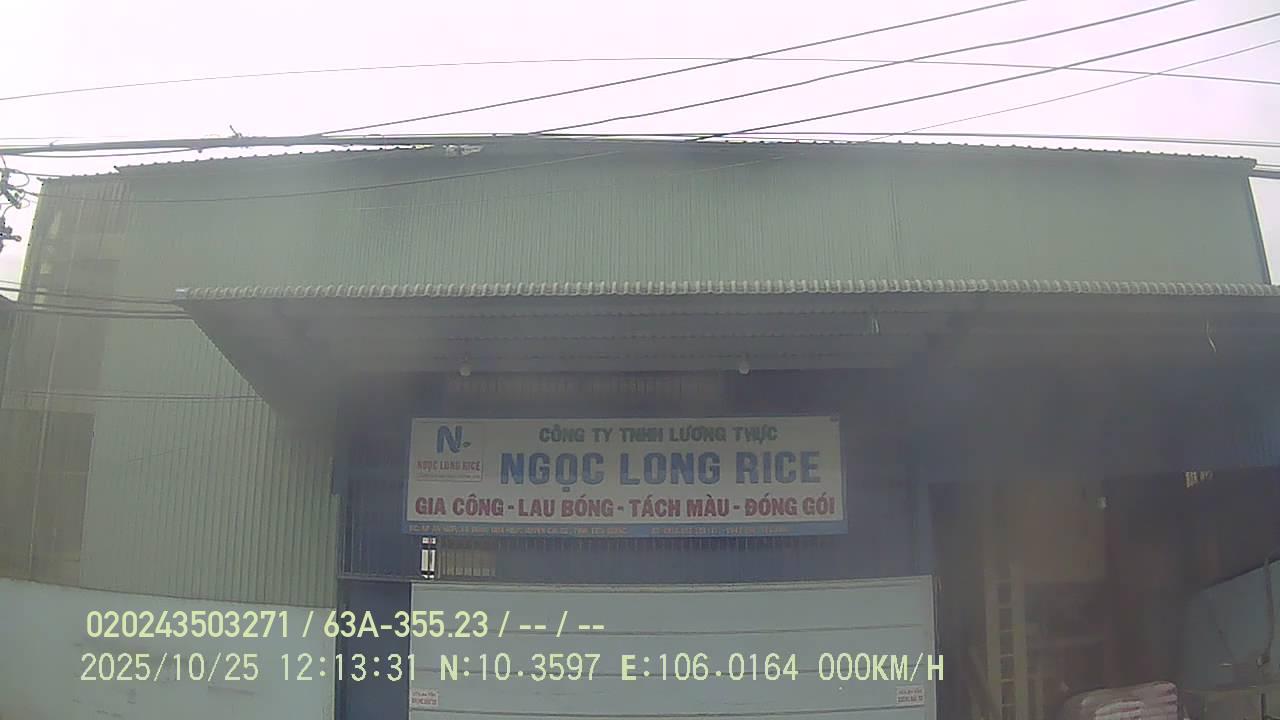 N
NGỌC LONG RICE
CÔNG TY TNHH LƯƠNG THỰC
NGỌC LONG RICE
GIA CÔNG - LAU BÓNG - TÁCH MÀU - ĐÓNG GÓI
020243503271 / 63A-355.23 / -- / --
2025/10/25 12:13:31 N:10.3597 E:106.0164 000KM/H